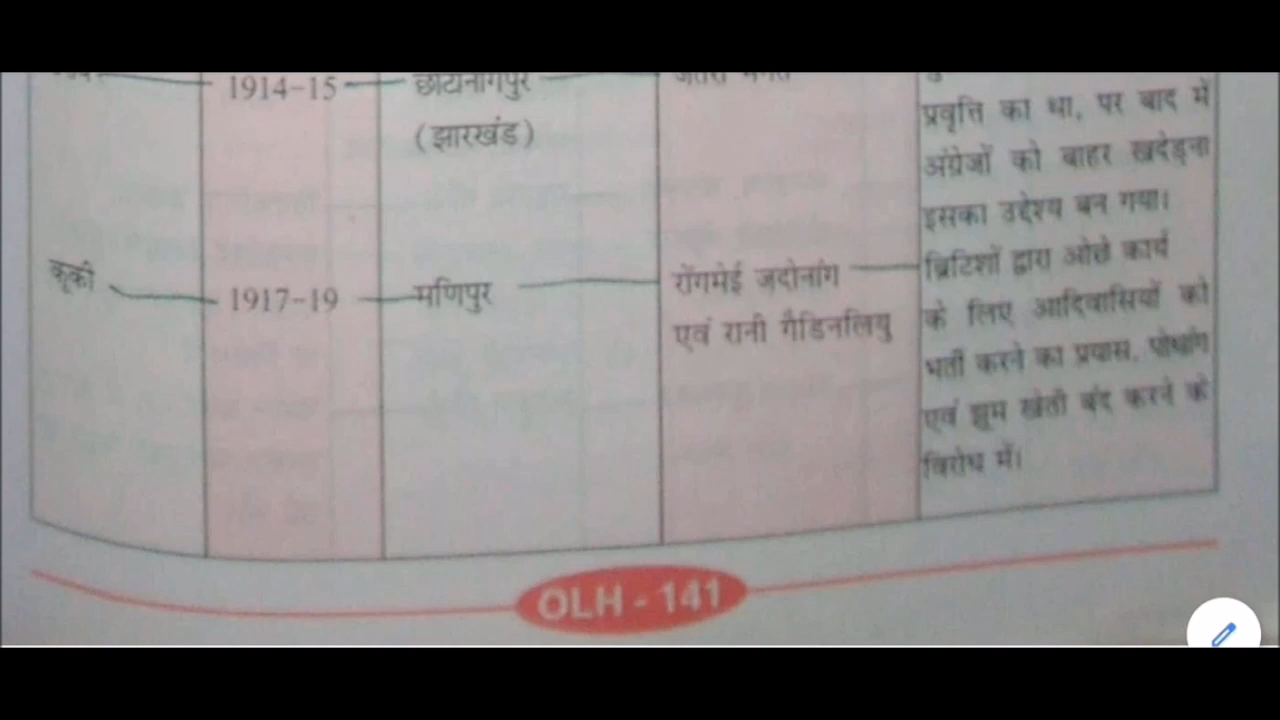 1914-15 छोटानागपुर
प्रवृत्ति का था, पर बाद में
(झारखंड)
अंग्रेजों को बाहर खदेड़ना
इसका उद्देश्य बन गया।
कूकी 1917-19 मणिपुर रोंगमेई जदोनांग ब्रिटिशों द्वारा ओछे कार्य
एवं रानी गैडिनलियु के लिए आदिवासियों को
भर्ती करने का प्रयास, पोथांग
एवं झूम खेती बंद करने के
विरोध में।
OLH - 141